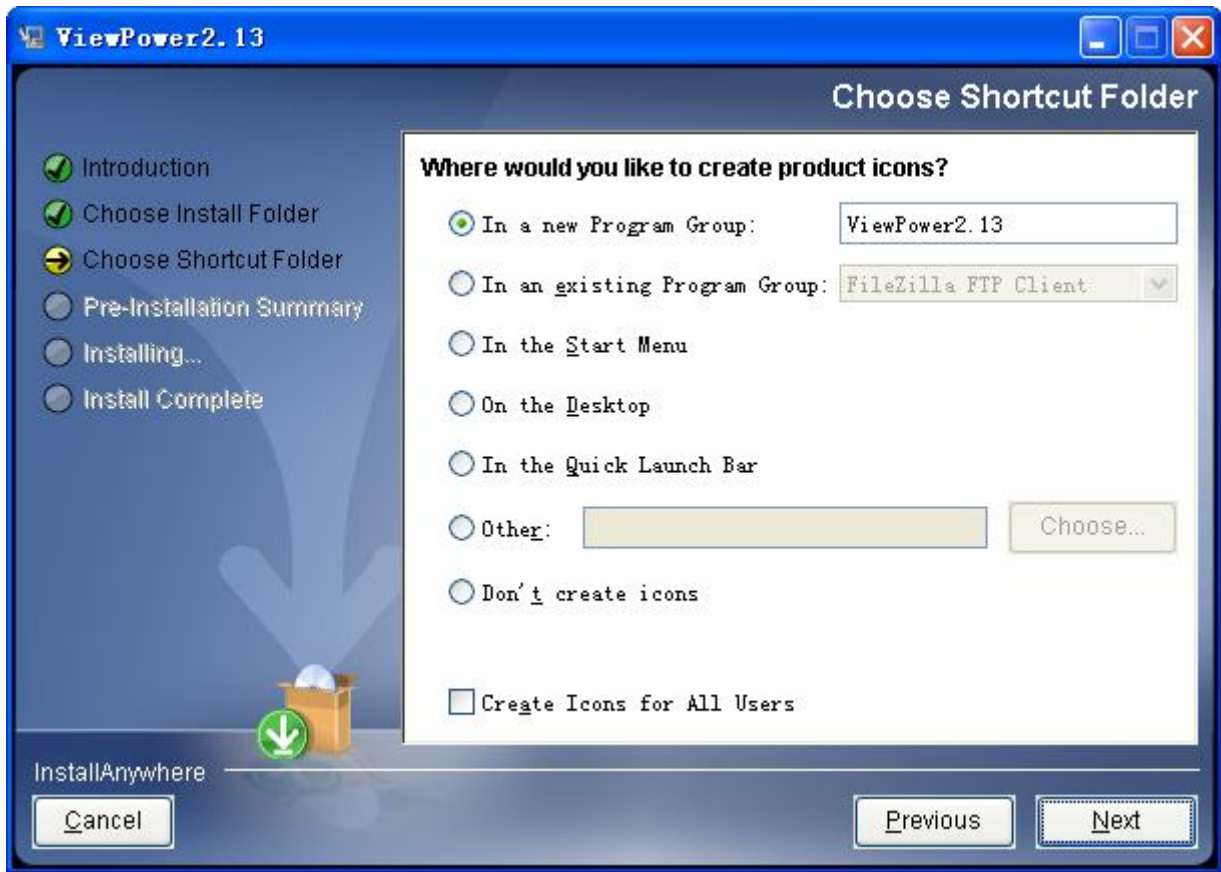 ViewPower2.13
Choose Shortcut Folder
Introduction
Choose Install Folder
Choose Shortcut Folder
Pre-Installation Summary
Installing...
Install Complete
Where would you like to create product icons?
In a new Program Group: ViewPower2.13
In an existing Program Group: FileZilla FTP Client
In the Start Menu
On the Desktop
In the Quick Launch Bar
Other: Choose...
Don't create icons
Create Icons for All Users
InstallAnywhere
Cancel Previous Next